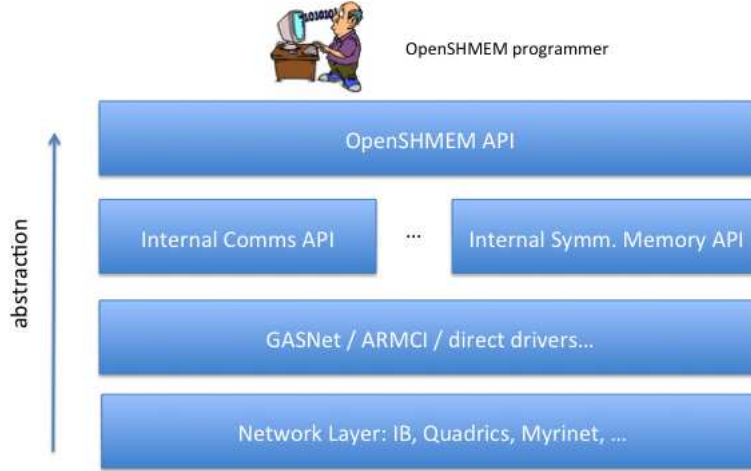 101010
OpenSHMEM programmer
OpenSHMEM API
Internal Comms API
...
Internal Symm. Memory API
GASNet / ARMCI / direct drivers...
Network Layer: IB, Quadrics, Myrinet, ...
abstraction